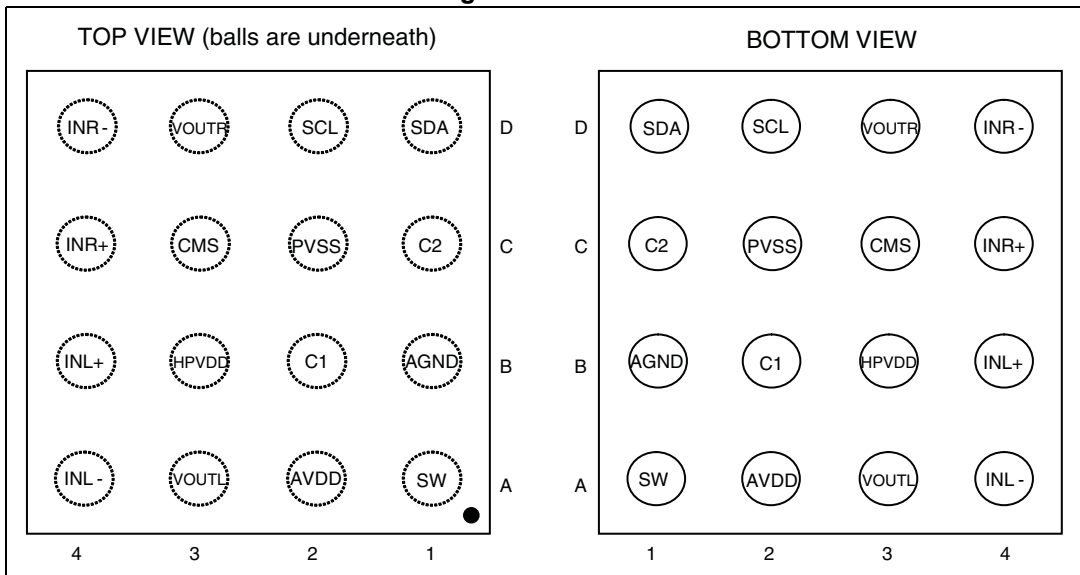 TOP VIEW (balls are underneath)
INR - VOUTR SCL SDA D
INR+ CMS PVSS C2 C
INL+ HPVDD C1 AGND B
INL - VOUTL AVDD SW A
4 3 2 1
BOTTOM VIEW
D SDA SCL VOUTR INR -
C C2 PVSS CMS INR+
B AGND C1 HPVDD INL+
A SW AVDD VOUTL INL -
1 2 3 4